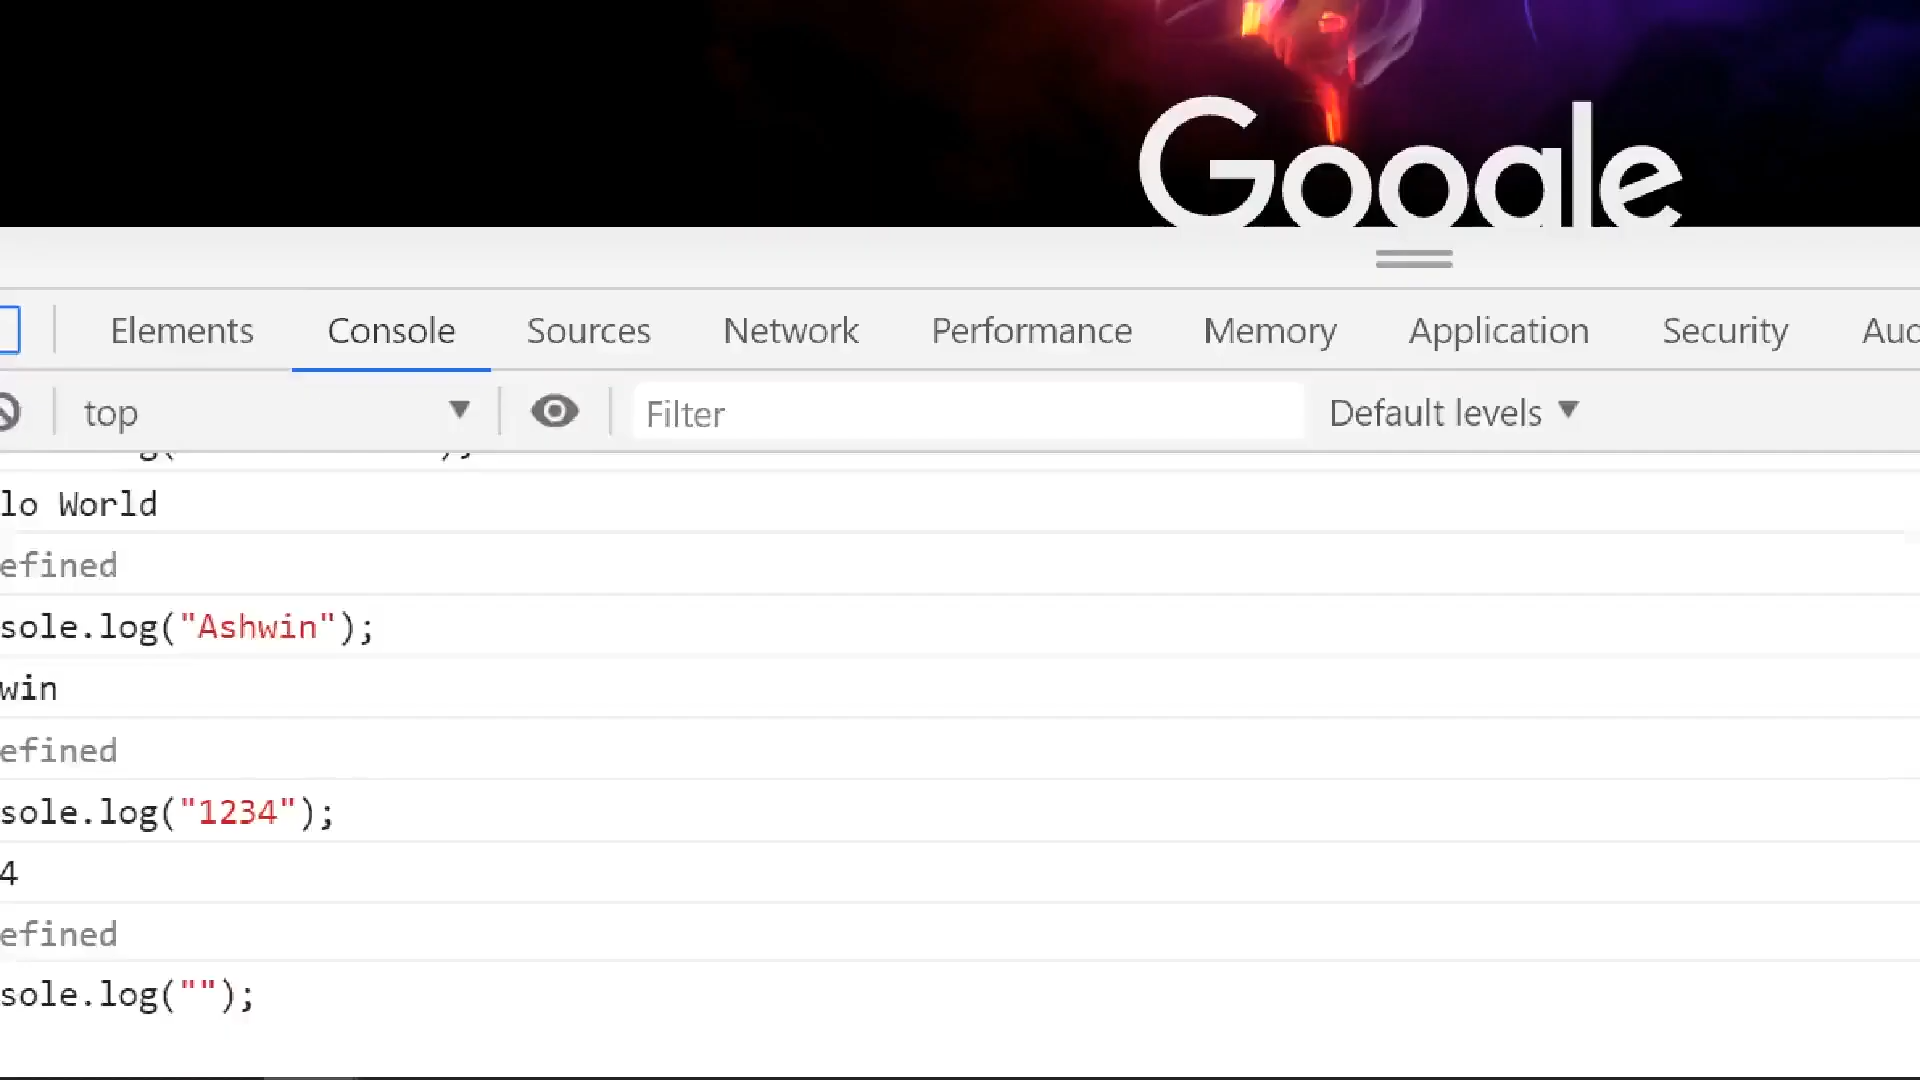 Google
Elements Console Sources Network Performance Memory Application Security Aud
top Filter Default levels
lo World
efined
sole.log("Ashwin");
win
efined
sole.log("1234");
4
efined
sole.log("");